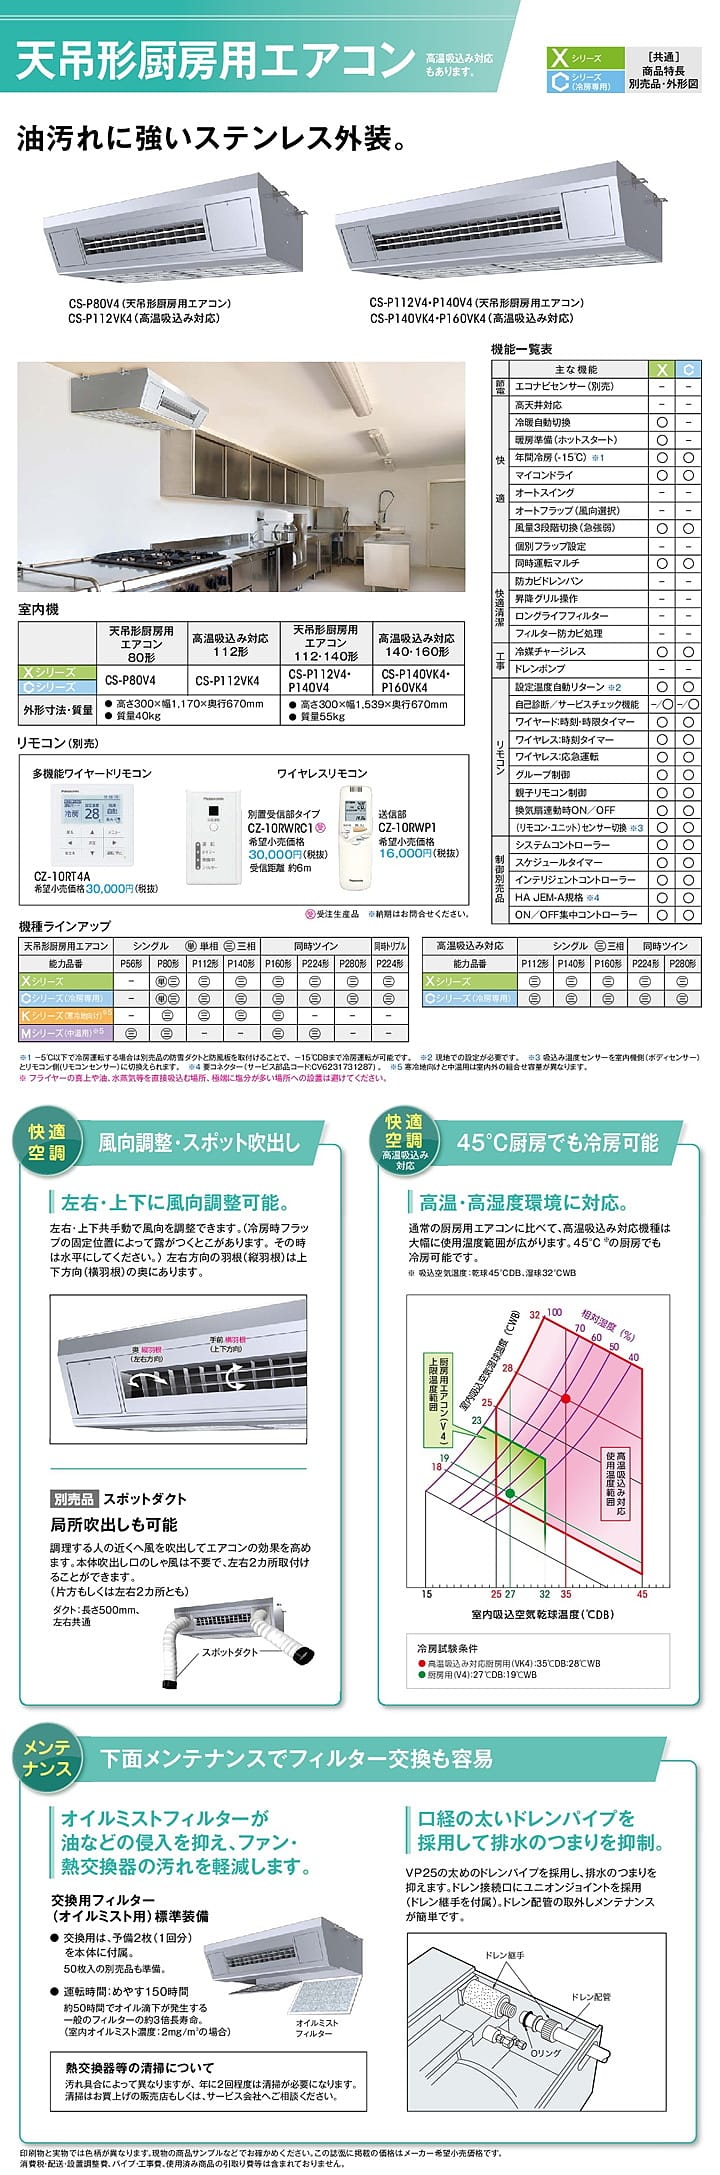 天吊形厨房用エアコン
高温吸込み対応
もあります。
Xシリーズ
Cシリーズ
(冷房専用)
[共通]
商品特長
別売品・外形図
油汚れに強いステンレス外装。
CS-P80V4(天吊形厨房用エアコン)
CS-P112VK4(高温吸込み対応)
CS-P112V4・P140V4(天吊形厨房用エアコン)
CS-P140VK4・P160VK4(高温吸込み対応)
機能一覧表
主な機能 X C
節電 エコナビセンサー(別売) － －
快適 高天井対応 － －
冷暖自動切換 〇 －
暖房準備(ホットスタート) 〇 －
年間冷房(-15℃) ※1 〇 〇
マイコンドライ 〇 〇
オートスイング － －
オートフラップ(風向選択) － －
風量3段階切換(急強弱) 〇 〇
個別フラップ設定 － －
同時運転マルチ 〇 〇
快適清潔 防カビドレンパン － －
昇降グリル操作 － －
ロングライフフィルター － －
フィルター防カビ処理 － －
工事 冷媒チャージレス 〇 〇
ドレンポンプ － －
リモコン 設定温度自動リターン ※2 〇 〇
自己診断／サービスチェック機能 －/〇 －/〇
ワイヤード:時刻・時限タイマー 〇 〇
ワイヤレス:時刻タイマー 〇 〇
ワイヤレス:応急運転 〇 〇
グループ制御 〇 〇
親子リモコン制御 〇 〇
換気扇連動時ON／OFF 〇 〇
(リモコン・ユニット)センサー切換 ※3 〇 〇
制御別売品 システムコントローラー 〇 〇
スケジュールタイマー 〇 〇
インテリジェントコントローラー 〇 〇
HA JEM-A規格 ※4 〇 〇
ON／OFF集中コントローラー 〇 〇
室内機
天吊形厨房用
エアコン
80形
高温吸込み対応
112形
天吊形厨房用
エアコン
112・140形
高温吸込み対応
140・160形
Xシリーズ
Cシリーズ
CS-P80V4
CS-P112VK4
CS-P112V4・
P140V4
CS-P140VK4・
P160VK4
外形寸法・質量
● 高さ300×幅1,170×奥行670mm
● 質量40kg
● 高さ300×幅1,539×奥行670mm
● 質量55kg
リモコン(別売)
多機能ワイヤードリモコン
CZ-10RT4A
希望小売価格30,000円(税抜)
ワイヤレスリモコン
別置受信部タイプ
CZ-10RWRC1 受
希望小売価格
30,000円(税抜)
受信距離 約6m
送信部
CZ-10RWP1
希望小売価格
16,000円(税抜)
受 受注生産品 ※納期はお問合せください。
機種ラインアップ
天吊形厨房用エアコン シングル 単 単相 三 三相 同時ツイン 同時トリプル
能力品番 P56形 P80形 P112形 P140形 P160形 P224形 P280形 P224形
Xシリーズ － 単三 三 三 三 三 三 三
Cシリーズ(冷房専用) － 単三 三 三 三 三 三 三
Kシリーズ(寒冷地向け)※5 － 三 三 三 三 － － －
Mシリーズ(中温用)※5 三 三 － － 三 三 － －
高温吸込み対応 シングル 三 三相 同時ツイン
能力品番 P112形 P140形 P160形 P224形 P280形
Xシリーズ 三 三 三 三 三
Cシリーズ(冷房専用) 三 三 三 三 三
※1 －5℃以下で冷房運転する場合は別売品の防雪ダクトと防風板を取付けることで、－15℃DBまで冷房運転が可能です。 ※2 現地での設定が必要です。 ※3 吸込み温度センサーを室内機側(ボディセンサー)
とリモコン側(リモコンセンサー)に切換えられます。 ※4 要コネクター(サービス部品コード:CV6231731287)。 ※5 寒冷地向けと中温用は室内外の組合せ容量が異なります。
※ フライヤーの真上や油、水蒸気等を直接吸込む場所、極端に塩分が多い場所への設置は避けてください。
快適
空調
風向調整・スポット吹出し
左右・上下に風向調整可能。
左右・上下共手動で風向を調整できます。(冷房時フラッ
プの固定位置によって露がつくとこがあります。その時
は水平にしてください。) 左右方向の羽根(縦羽根)は上
下方向(横羽根)の奥にあります。
奥 縦羽根
(左右方向)
手前 横羽根
(上下方向)
別売品 スポットダクト
局所吹出しも可能
調理する人の近くへ風を吹出してエアコンの効果を高め
ます。本体吹出し口のしゃ風は不要で、左右2カ所取付け
ることができます。
(片方もしくは左右2カ所とも)
ダクト:長さ500mm、
左右共通
スポットダクト
快適
空調
高温吸込み
対応
45℃厨房でも冷房可能
高温・高湿度環境に対応。
通常の厨房用エアコンに比べて、高温吸込み対応機種は
大幅に使用温度範囲が広がります。45℃※の厨房でも
冷房可能です。
※ 吸込空気温度:乾球45℃DB、湿球32℃WB
室内吸込空気湿球温度(℃WB)
相対湿度(%)
32 100 70 60 50 40
28
25
23
19
18
厨房用エアコン(V4)
上限温度範囲
高温吸込み対応
使用温度範囲
15 25 27 32 35 45
室内吸込空気乾球温度(℃DB)
冷房試験条件
● 高温吸込み対応厨房用(VK4):35℃DB:28℃WB
● 厨房用(V4):27℃DB:19℃WB
メンテ
ナンス
下面メンテナンスでフィルター交換も容易
オイルミストフィルターが
油などの侵入を抑え、ファン・
熱交換器の汚れを軽減します。
交換用フィルター
(オイルミスト用)標準装備
● 交換用は、予備2枚(1回分)
を本体に付属。
50枚入の別売品も準備。
● 運転時間:めやす150時間
約50時間でオイル滴下が発生する
一般のフィルターの約3倍長寿命。
(室内オイルミスト濃度:2mg/m³の場合)
オイルミスト
フィルター
熱交換器等の清掃について
汚れ具合によって異なりますが、年に2回程度は清掃が必要になります。
清掃はお買上げの販売店もしくは、サービス会社へご相談ください。
口経の太いドレンパイプを
採用して排水のつまりを抑制。
VP25の太めのドレンパイプを採用し、排水のつまりを
抑えます。ドレン接続口にユニオンジョイントを採用
(ドレン継手を付属)。ドレン配管の取外しメンテナンス
が簡単です。
ドレン継手
ドレン配管
Oリング
印刷物と実物では色柄が異なります。現物の商品サンプルなどでお確かめください。この誌面に掲載の価格はメーカー希望小売価格です。
消費税・配送・設置調整費、パイプ・工事費、使用済み商品の引取り費等は含まれておりません。